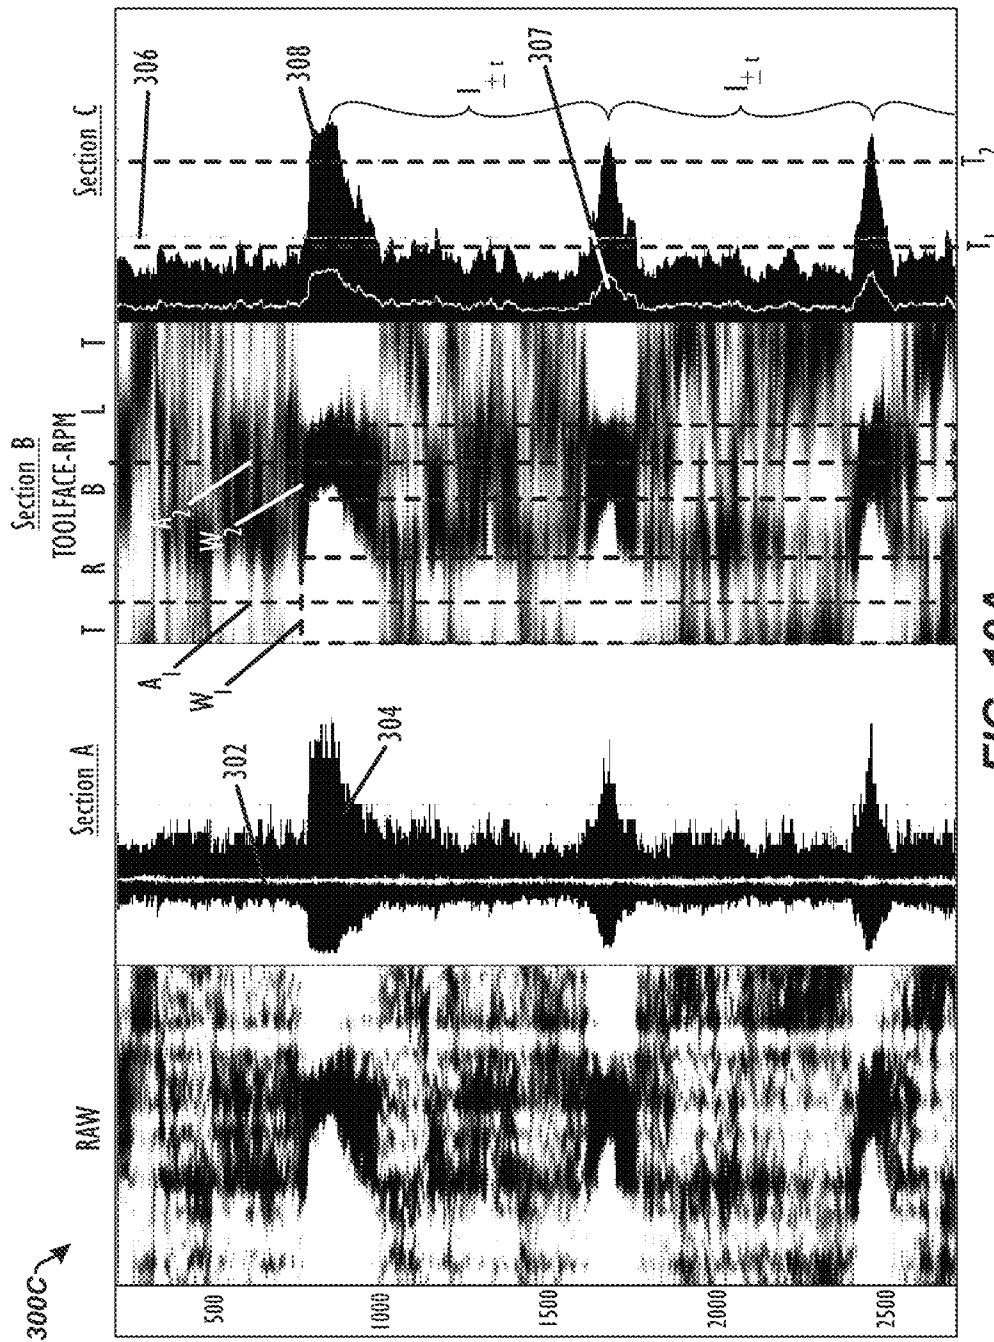 300C
Section B
TOOLFACE-RPM
RAW
Section A
Section C
T R B L T
A₁
W₁
W₂
302
304
306
308
307
I ± t
I ± t
T₁
T₂
500
1000
1500
2000
2500
FIG.